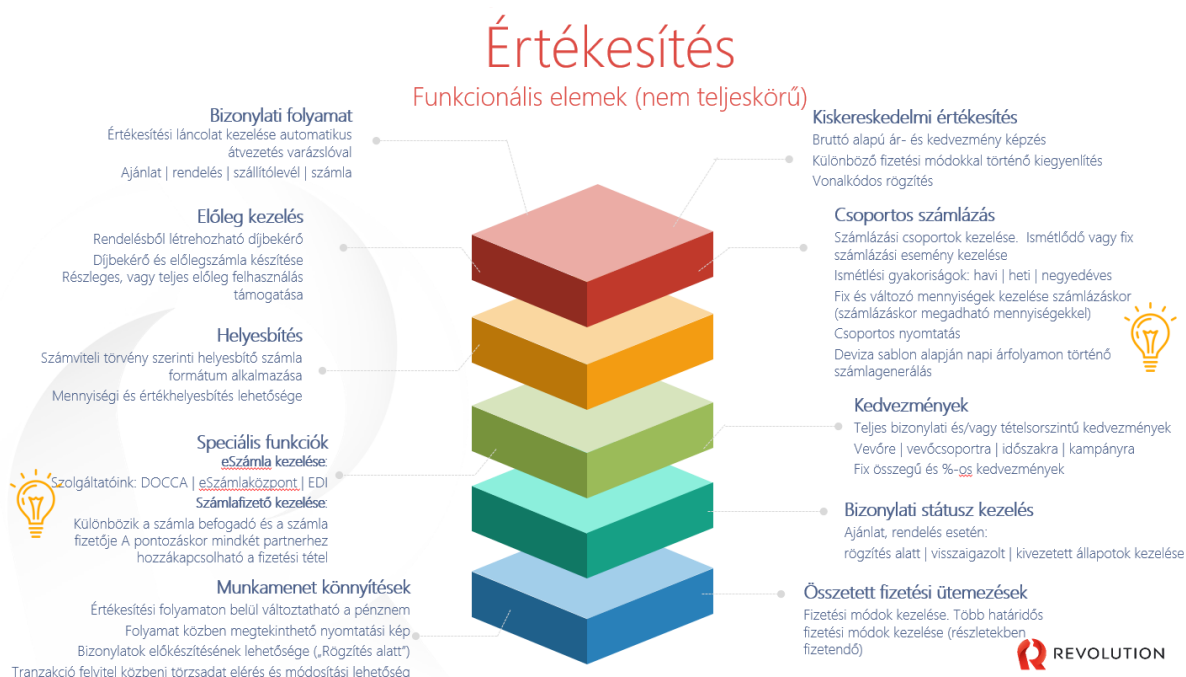 Értékesítés
Funkcionális elemek (nem teljeskörű)
Bizonylati folyamat
Értékesítési láncolat kezelése automatikus
átvezetés varázslóval
Ajánlat | rendelés | szállítólevél | számla
Előleg kezelés
Rendelésből létrehozható díjbekérő
Díjbekérő és előlegszámla készítése
Részleges, vagy teljes előleg felhasználás
támogatása
Helyesbítés
Számviteli törvény szerinti helyesbítő számla
formátum alkalmazása
Mennyiségi és értékhelyesbítés lehetősége
Speciális funkciók
eSzámla kezelése:
Szolgáltatóink: DOCCA | eSzámlaközpont | EDI
Számlafizető kezelése:
Különbözik a számla befogadó és a számla
fizetője A pontozáskor mindkét partnerhez
hozzákapcsolható a fizetési tétel
Munkamenet könnyítések
Értékesítési folyamaton belül változtatható a pénznem
Folyamat közben megtekinthető nyomtatási kép
Bizonylatok előkészítésének lehetősége („Rögzítés alatt”)
Tranzakció felvitel közbeni törzsadat elérés és módosítási lehetőség
Kiskereskedelmi értékesítés
Bruttó alapú ár- és kedvezmény képzés
Különböző fizetési módokkal történő kiegyenlítés
Vonalkódos rögzítés
Csoportos számlázás
Számlázási csoportok kezelése. Ismétlődő vagy fix
számlázási esemény kezelése
Ismétlési gyakoriságok: havi | heti | negyedéves
Fix és változó mennyiségek kezelése számlázáskor
(számlázáskor megadható mennyiségekkel)
Csoportos nyomtatás
Deviza sablon alapján napi árfolyamon történő
számlagenerálás
Kedvezmények
Teljes bizonylati és/vagy tételsorszintű kedvezmények
Vevőre | vevőcsoportra | időszakra | kampányra
Fix összegű és %-os kedvezmények
Bizonylati státusz kezelés
Ajánlat, rendelés esetén:
rögzítés alatt | visszaigazolt | kivezetett állapotok kezelése
Összetett fizetési ütemezések
Fizetési módok kezelése. Több határidős
fizetési módok kezelése (részletekben
fizetendő)
REVOLUTION